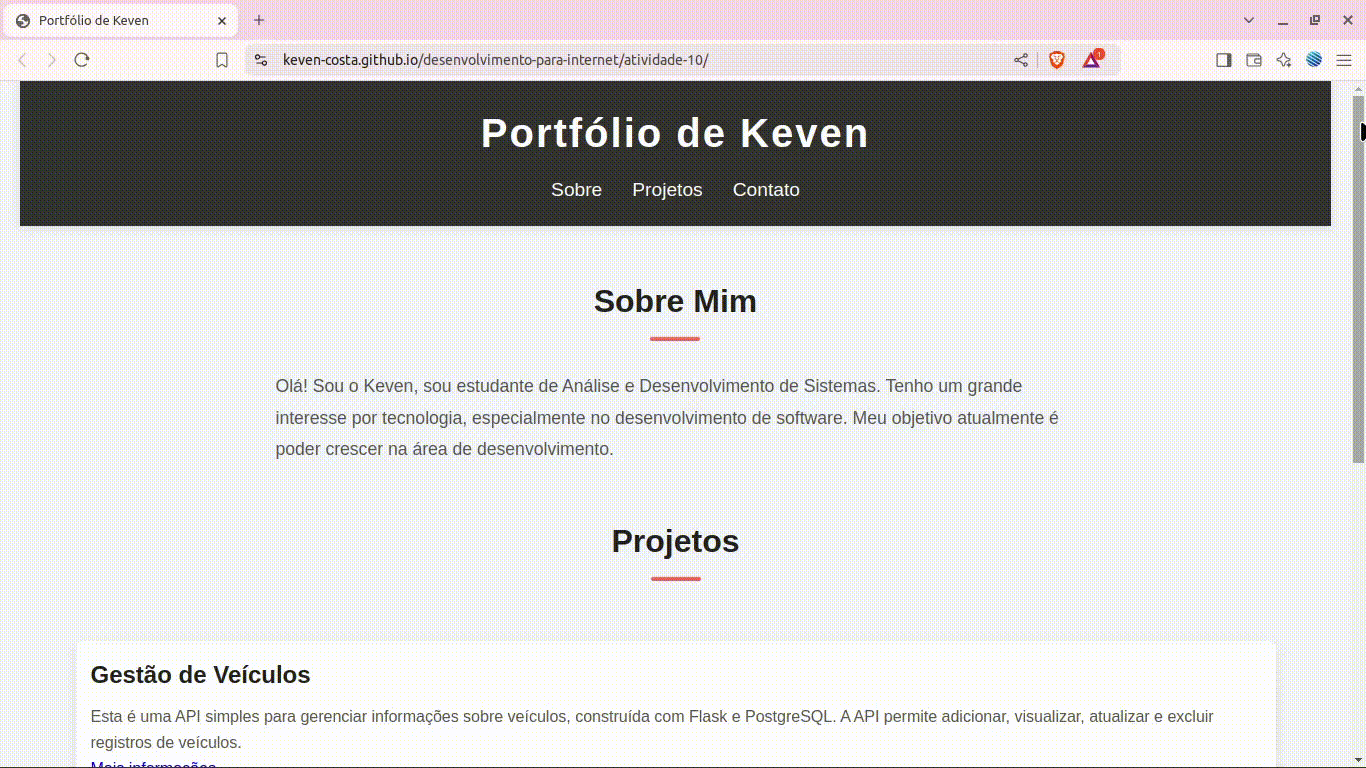 Portfólio de Keven
keven-costa.github.io/desenvolvimento-para-internet/atividade-10/
1
Portfólio de Keven
Sobre Projetos Contato
Sobre Mim
Olá! Sou o Keven, sou estudante de Análise e Desenvolvimento de Sistemas. Tenho um grande
interesse por tecnologia, especialmente no desenvolvimento de software. Meu objetivo atualmente é
poder crescer na área de desenvolvimento.
Projetos
Gestão de Veículos
Esta é uma API simples para gerenciar informações sobre veículos, construída com Flask e PostgreSQL. A API permite adicionar, visualizar, atualizar e excluir
registros de veículos.
Mais informações